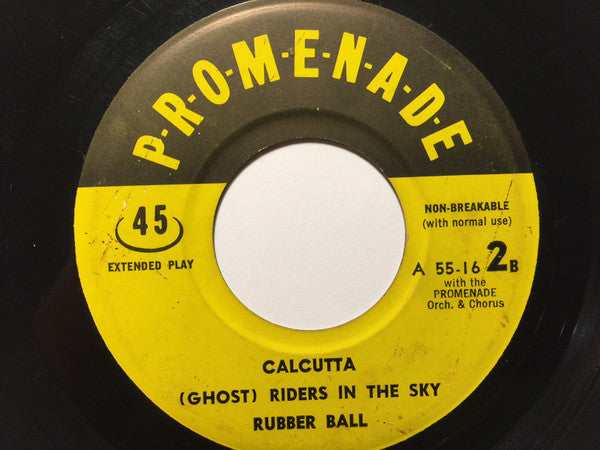 P-R-O-M-E-N-A-D-E
45
EXTENDED PLAY
NON-BREAKABLE
(with normal use)
A 55-16 2B
with the
PROMENADE
Orch. & Chorus
CALCUTTA
(GHOST) RIDERS IN THE SKY
RUBBER BALL